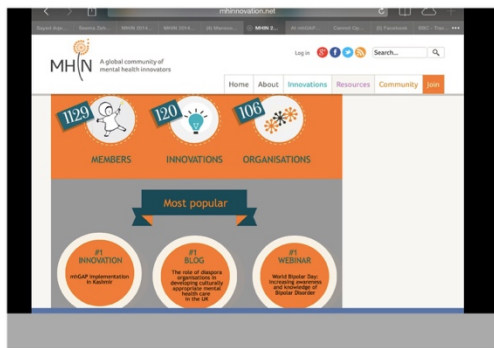 mhinnovation.net
MHIN 2...
MHIN
A global community of
mental health innovators
Log in
Search...
Home About Innovations Resources Community Join
1129 120 106
MEMBERS INNOVATIONS ORGANISATIONS
Most popular
#1
INNOVATION
mhGAP Implementation
in Kashmir
#1
BLOG
The role of diaspora
organisations in
developing culturally
appropriate mental
health care
in the UK
#1
WEBINAR
World Bipolar Day:
Increasing awareness
and knowledge of
Bipolar Disorder